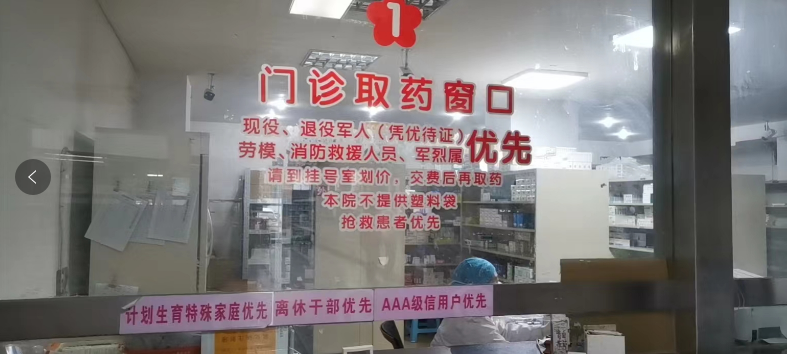 1
门诊取药窗口
现役、退役军人（凭优待证）
劳模、消防救援人员、军烈属 优先
请到挂号室划价，交费后再取药
本院不提供塑料袋
抢救患者优先
计划生育特殊家庭优先 离休干部优先 AAA级信用户优先